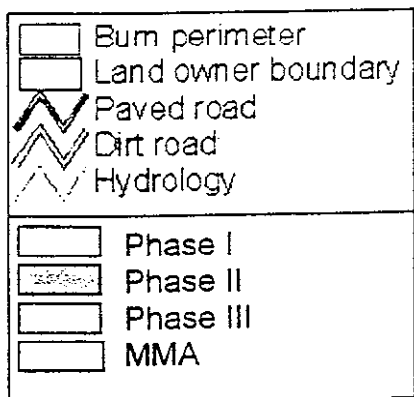 Burn perimeter
Land owner boundary
Paved road
Dirt road
Hydrology
Phase I
Phase II
Phase III
MMA